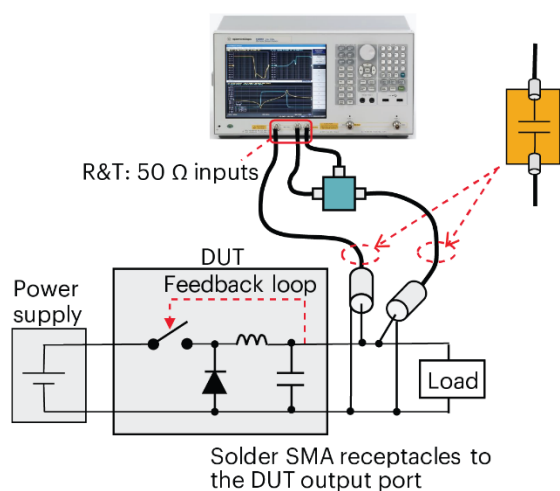 R&T: 50 Ω inputs
DUT
Feedback loop
Power
supply
Load
Solder SMA receptacles to
the DUT output port